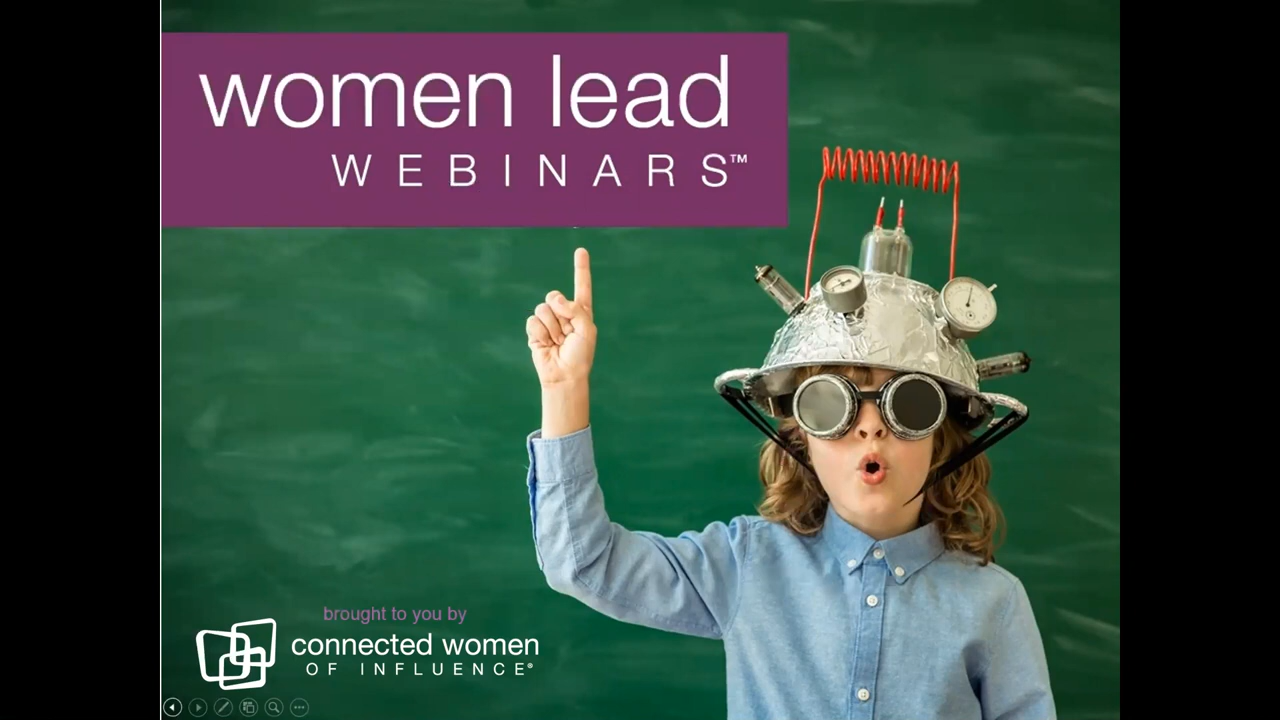 women lead
WEBINARS™
brought to you by
connected women
OF INFLUENCE®